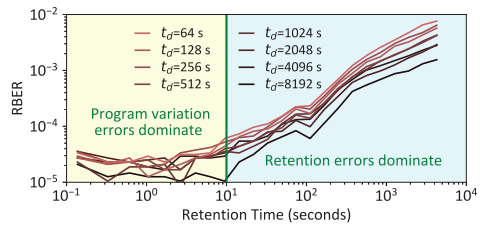 RBER
10⁻²
10⁻³
10⁻⁴
10⁻⁵
t_d=64 s
t_d=128 s
t_d=256 s
t_d=512 s
t_d=1024 s
t_d=2048 s
t_d=4096 s
t_d=8192 s
Program variation
errors dominate
Retention errors dominate
10⁻¹ 10⁰ 10¹ 10² 10³ 10⁴
Retention Time (seconds)